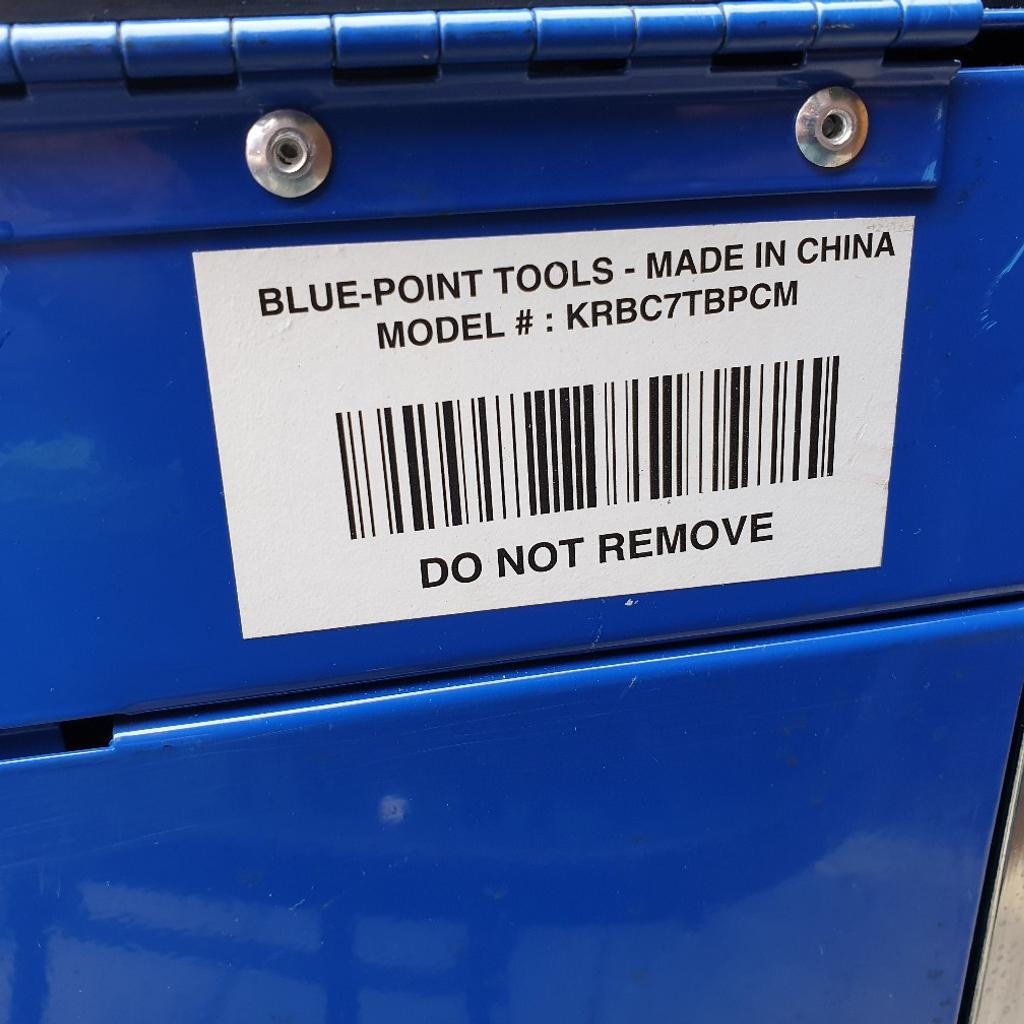 BLUE-POINT TOOLS - MADE IN CHINA
MODEL # : KRBC7TBPCM
DO NOT REMOVE